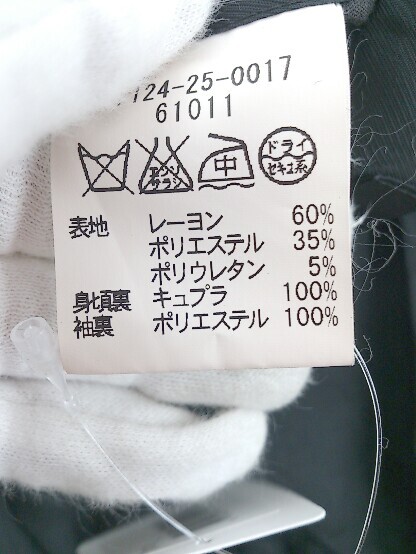 124-25-0017
61011
エンソ
サラシ
中
ドライ
セキユ系
表地 レーヨン 60%
ポリエステル 35%
ポリウレタン 5%
身頃裏 キュプラ 100%
袖裏 ポリエステル 100%